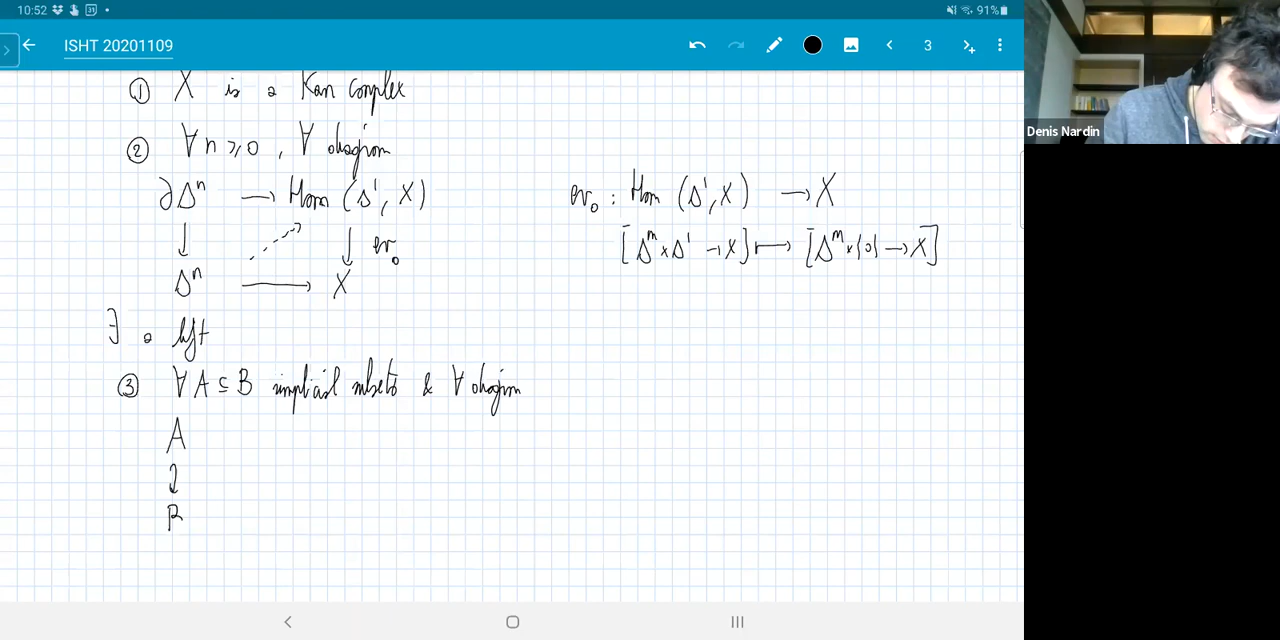 10:52 31 91%
ISHT 20201109
3
① X is a Kan complex
② ∀ n ≥ 0, ∀ diagram
∂Δⁿ → Hom (Δ¹, X)
↓ ↓ ev₀
Δⁿ → X
ev₀ : Hom (Δ¹, X) → X
[Δᵐ × Δ¹ → X] ↦ [Δᵐ × {0} → X]
∃ a lift
③ ∀ A ⊆ B simplicial subsets & ∀ diagram
A
↓
B
Denis Nardin